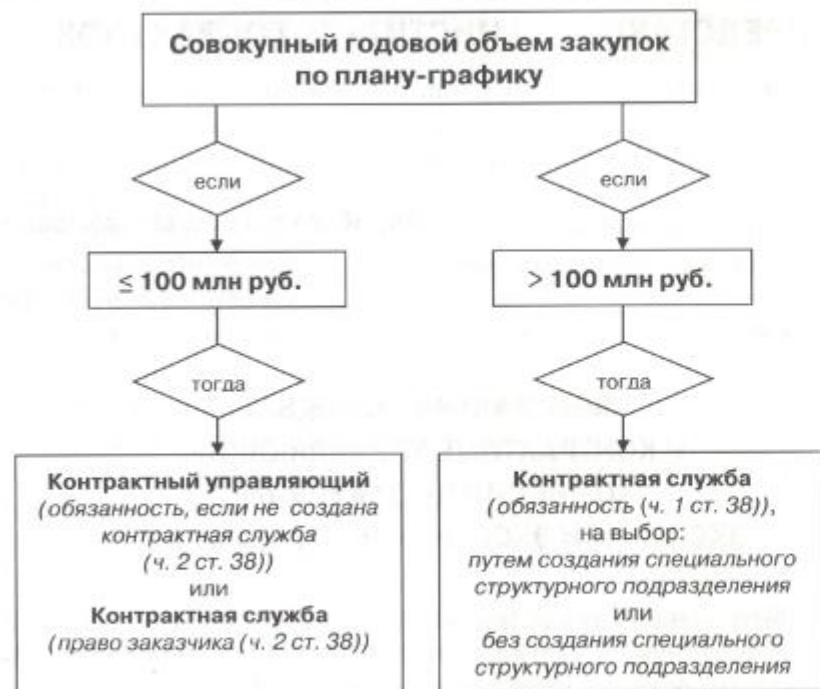 Совокупный годовой объем закупок
по плану-графику
если
если
≤ 100 млн руб.
> 100 млн руб.
тогда
тогда
Контрактный управляющий
(обязанность, если не создана
контрактная служба
(ч. 2 ст. 38))
или
Контрактная служба
(право заказчика (ч. 2 ст. 38))
Контрактная служба
(обязанность (ч. 1 ст. 38)),
на выбор:
путем создания специального
структурного подразделения
или
без создания специального
структурного подразделения